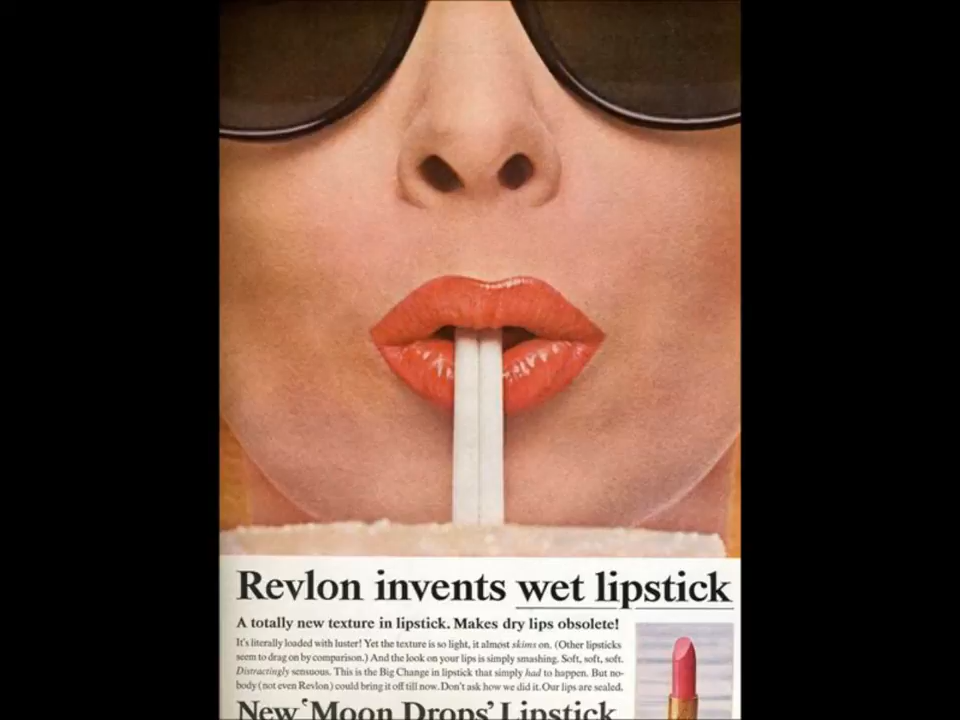 Revlon invents wet lipstick
A totally new texture in lipstick. Makes dry lips obsolete!
It's literally loaded with luster! Yet the texture is so light, it almost skims on. (Other lipsticks
seem to drag on by comparison.) And the look on your lips is simply smashing. Soft, soft, soft.
Distractingly sensuous. This is the Big Change in lipstick that simply had to happen. But no-
body (not even Revlon) could bring it off till now. Don't ask how we did it. Our lips are sealed.
New 'Moon Drops' Lipstick